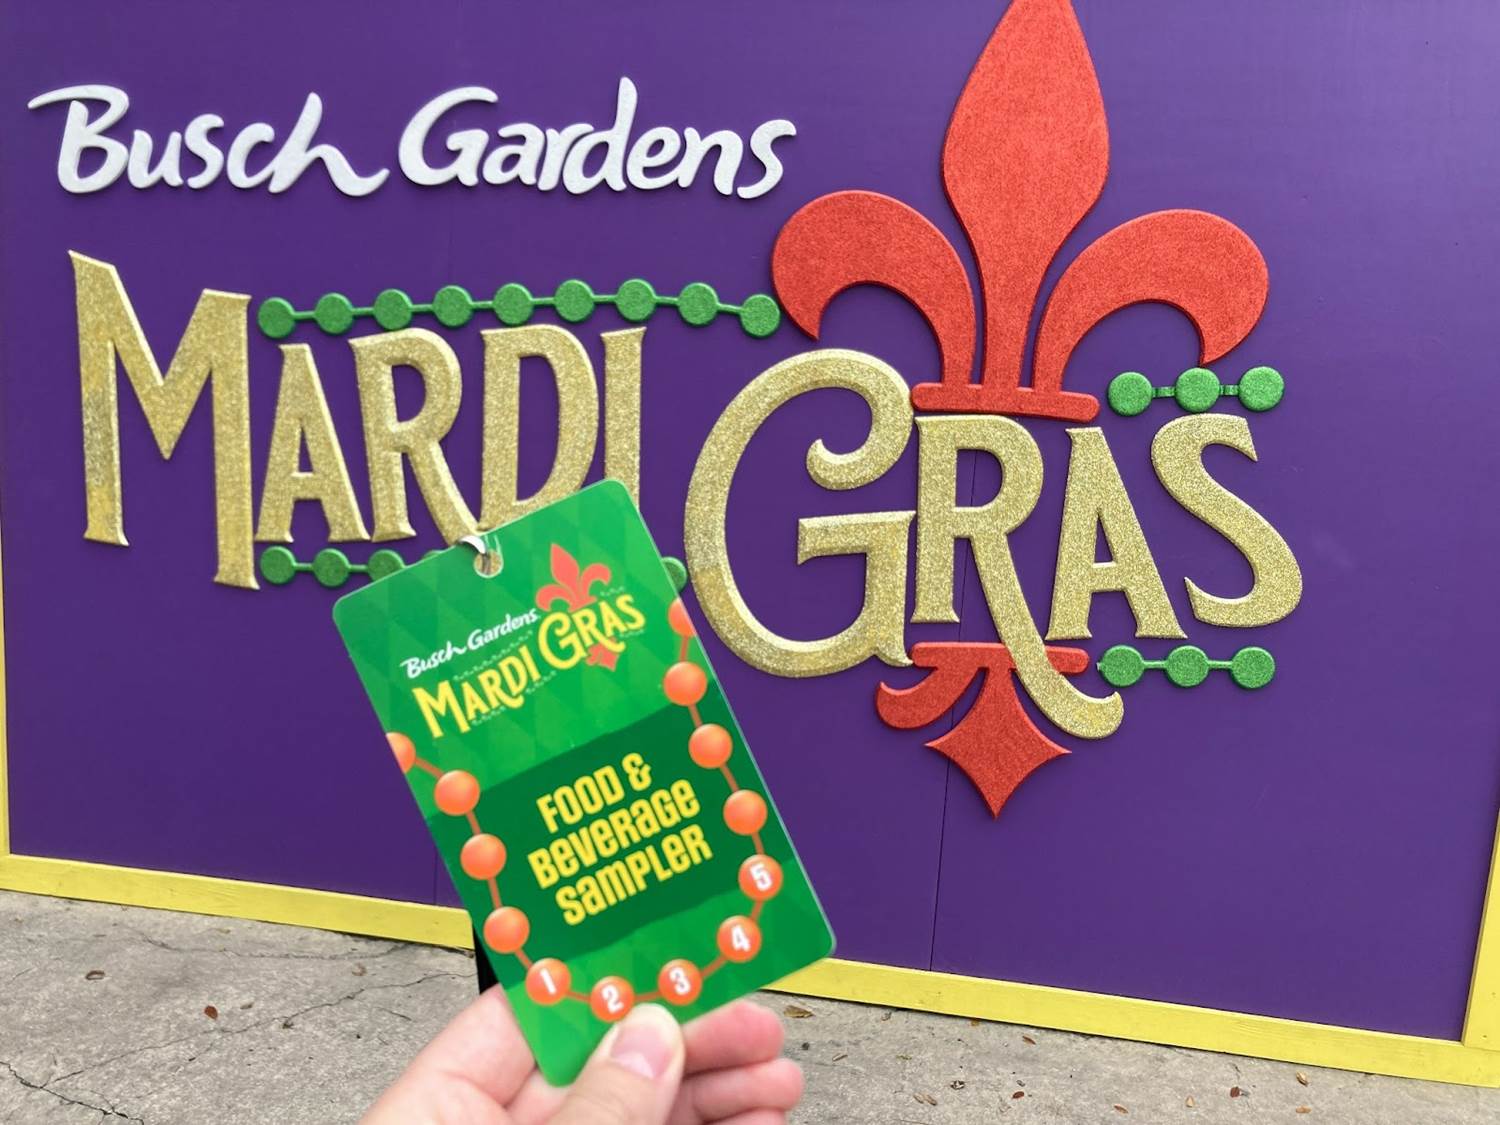 Busch Gardens
MARDI GRAS
Busch Gardens
MARDI GRAS
FOOD &
BEVERAGE
SAMPLER
1 2 3 4 5